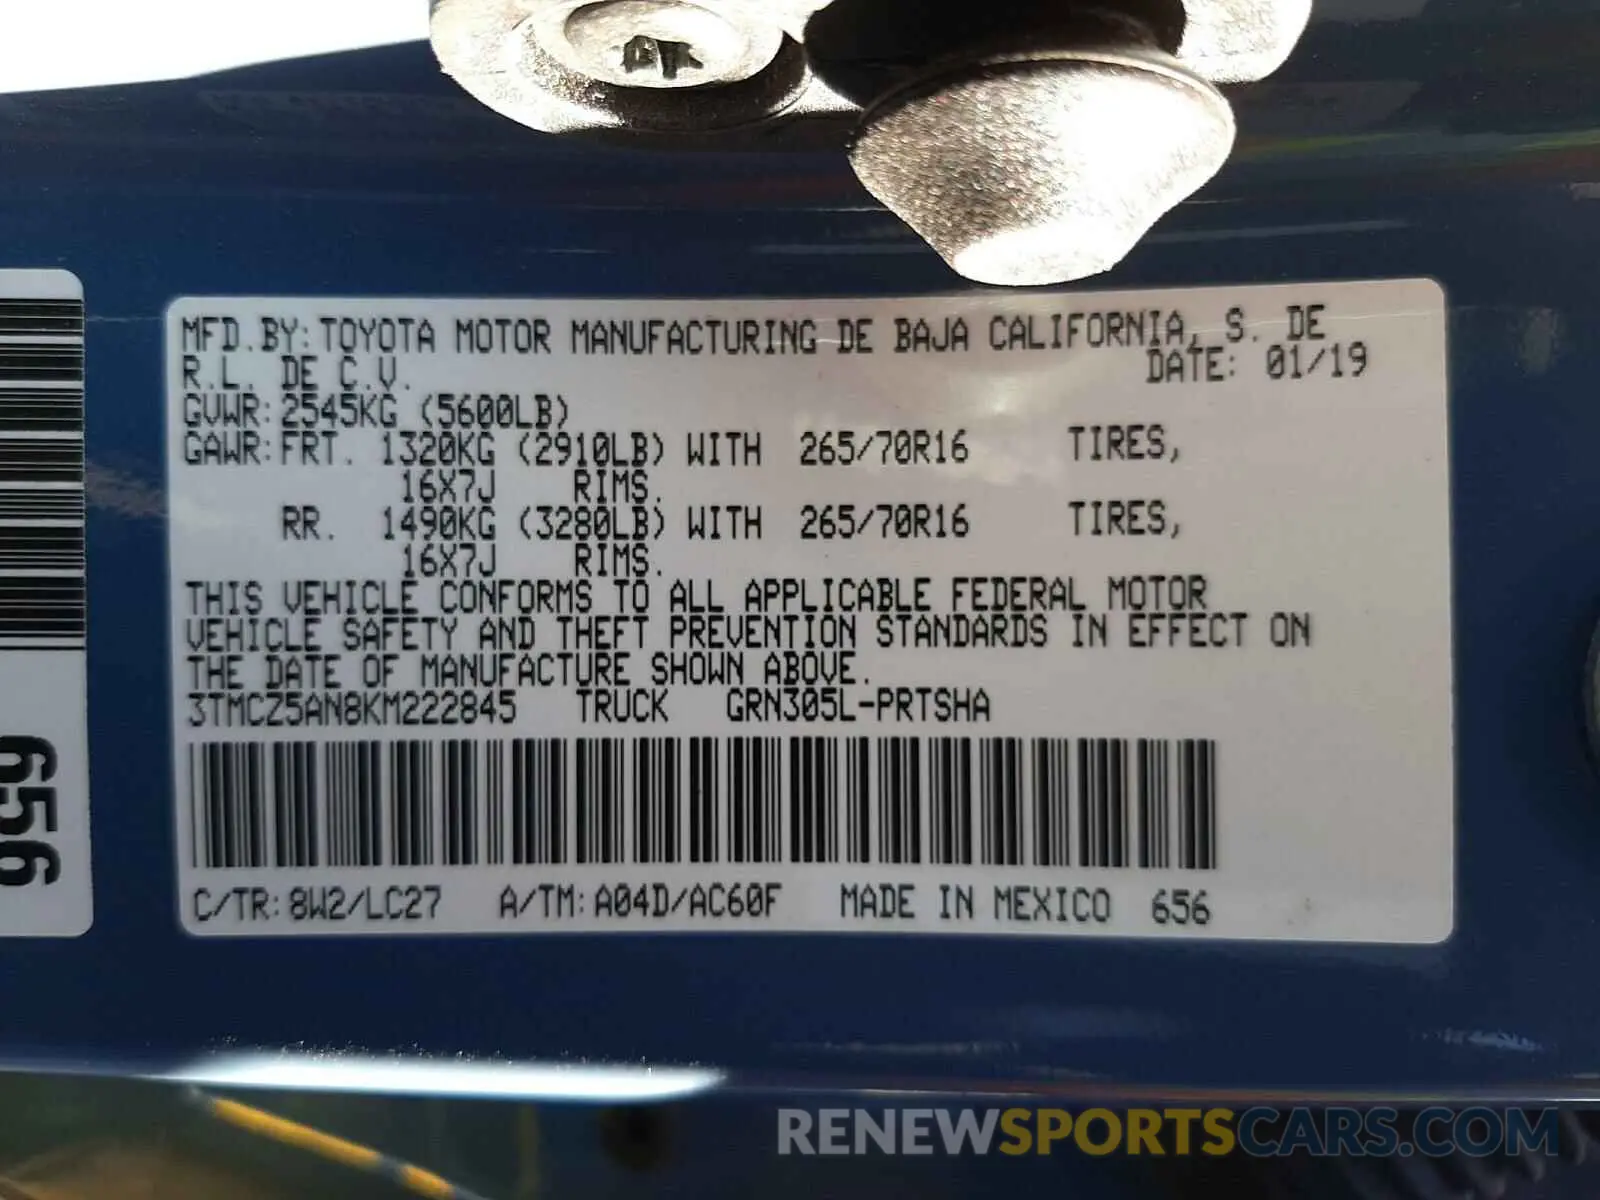 MFD.BY: TOYOTA MOTOR MANUFACTURING DE BAJA CALIFORNIA, S. DE
R.L. DE C.V. DATE: 01/19
GVWR: 2545KG (5600LB)
GAWR: FRT. 1320KG (2910LB) WITH 265/70R16 TIRES,
16X7J RIMS.
RR. 1490KG (3280LB) WITH 265/70R16 TIRES,
16X7J RIMS.
THIS VEHICLE CONFORMS TO ALL APPLICABLE FEDERAL MOTOR
VEHICLE SAFETY AND THEFT PREVENTION STANDARDS IN EFFECT ON
THE DATE OF MANUFACTURE SHOWN ABOVE.
3TMCZ5AN8KM222845 TRUCK GRN305L-PRTSHA
C/TR: 8W2/LC27 A/TM: A04D/AC60F MADE IN MEXICO 656
656
RENEWSPORTSCARS.COM